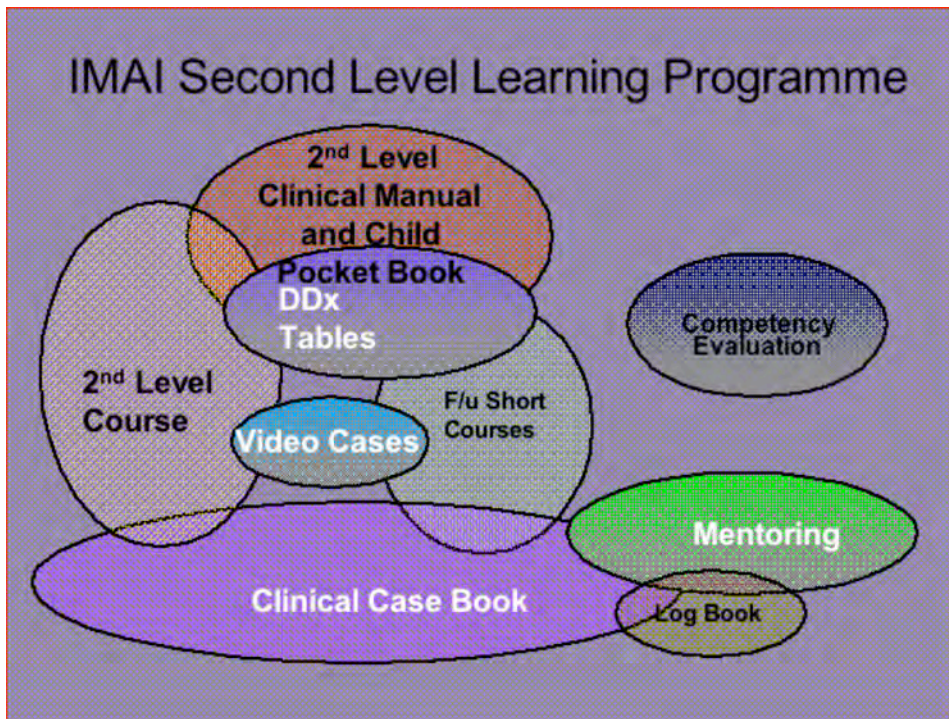 IMAI Second Level Learning Programme
2nd Level
Clinical Manual
and Child
Pocket Book
DDx
Tables
2nd Level
Course
Video Cases
F/u Short
Courses
Competency
Evaluation
Mentoring
Clinical Case Book
Log Book